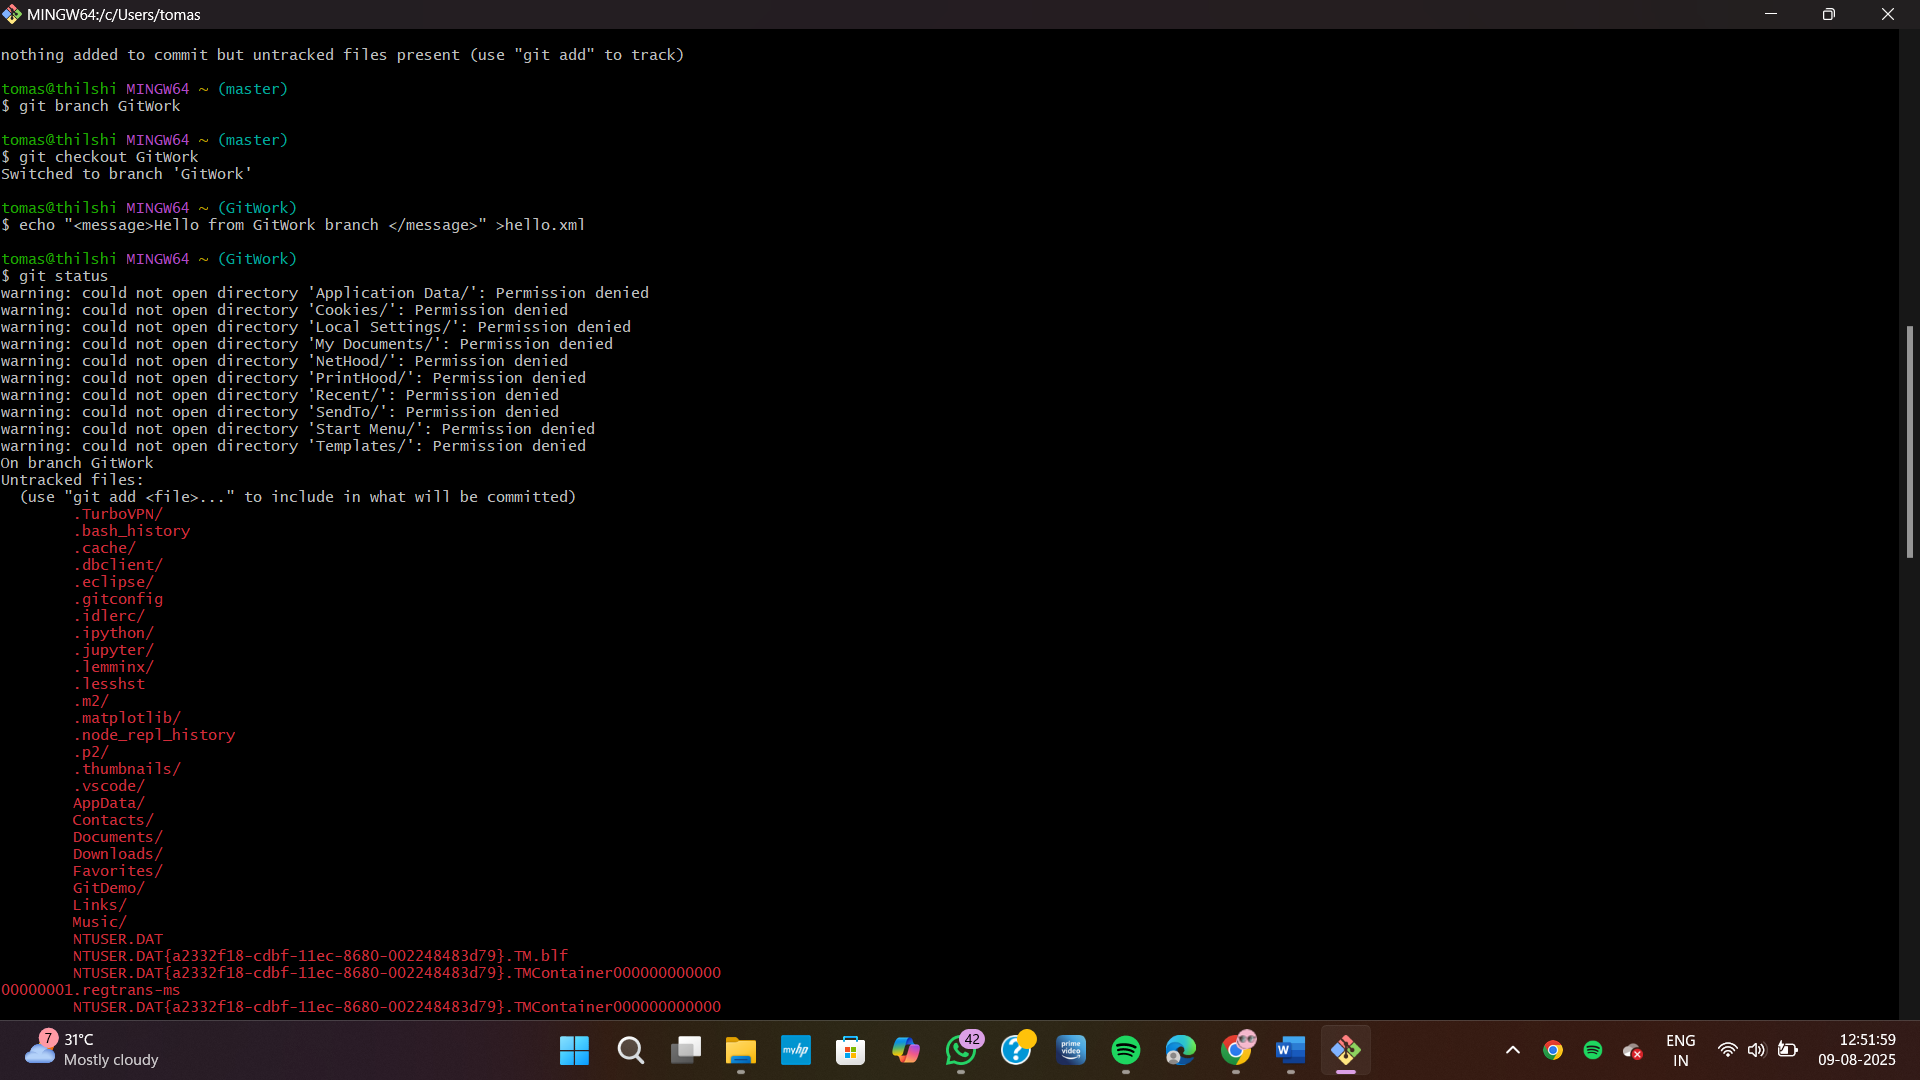 MINGW64:/c/Users/tomas
nothing added to commit but untracked files present (use "git add" to track)
tomas@thilshi MINGW64 ~ (master)
$ git branch GitWork
tomas@thilshi MINGW64 ~ (master)
$ git checkout GitWork
Switched to branch 'GitWork'
tomas@thilshi MINGW64 ~ (GitWork)
$ echo "<message>Hello from GitWork branch </message>" >hello.xml
tomas@thilshi MINGW64 ~ (GitWork)
$ git status
warning: could not open directory 'Application Data/': Permission denied
warning: could not open directory 'Cookies/': Permission denied
warning: could not open directory 'Local Settings/': Permission denied
warning: could not open directory 'My Documents/': Permission denied
warning: could not open directory 'NetHood/': Permission denied
warning: could not open directory 'PrintHood/': Permission denied
warning: could not open directory 'Recent/': Permission denied
warning: could not open directory 'SendTo/': Permission denied
warning: could not open directory 'Start Menu/': Permission denied
warning: could not open directory 'Templates/': Permission denied
On branch GitWork
Untracked files:
(use "git add <file>..." to include in what will be committed)
.TurboVPN/
.bash_history
.cache/
.dbclient/
.eclipse/
.gitconfig
.idlerc/
.ipython/
.jupyter/
.lemminx/
.lesshst
.m2/
.matplotlib/
.node_repl_history
.p2/
.thumbnails/
.vscode/
AppData/
Contacts/
Documents/
Downloads/
Favorites/
GitDemo/
Links/
Music/
NTUSER.DAT
NTUSER.DAT{a2332f18-cdbf-11ec-8680-002248483d79}.TM.blf
NTUSER.DAT{a2332f18-cdbf-11ec-8680-002248483d79}.TMContainer000000000000
00000001.regtrans-ms
NTUSER.DAT{a2332f18-cdbf-11ec-8680-002248483d79}.TMContainer000000000000
7
31°C
Mostly cloudy
myhp
42
prime video
W
ENG
IN
12:51:59
09-08-2025